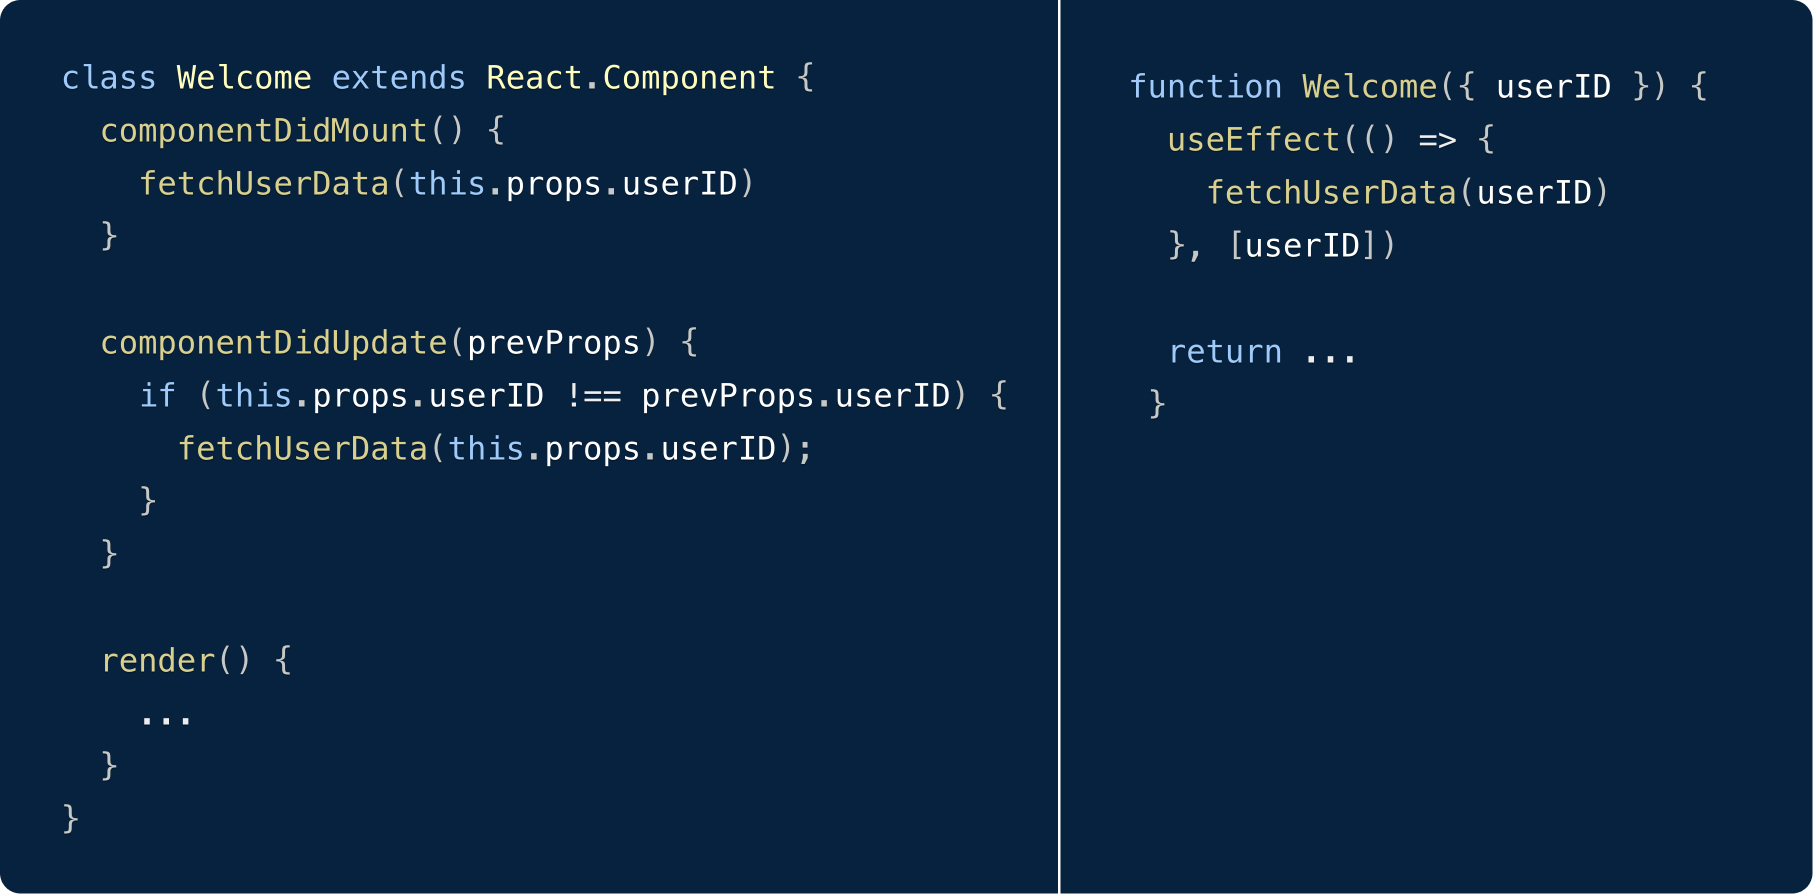 class Welcome extends React.Component {
  componentDidMount() {
    fetchUserData(this.props.userID)
  }

  componentDidUpdate(prevProps) {
    if (this.props.userID !== prevProps.userID) {
      fetchUserData(this.props.userID);
    }
  }

  render() {
    ...
  }
}

function Welcome({ userID }) {
  useEffect(() => {
    fetchUserData(userID)
  }, [userID])

  return ...
 }